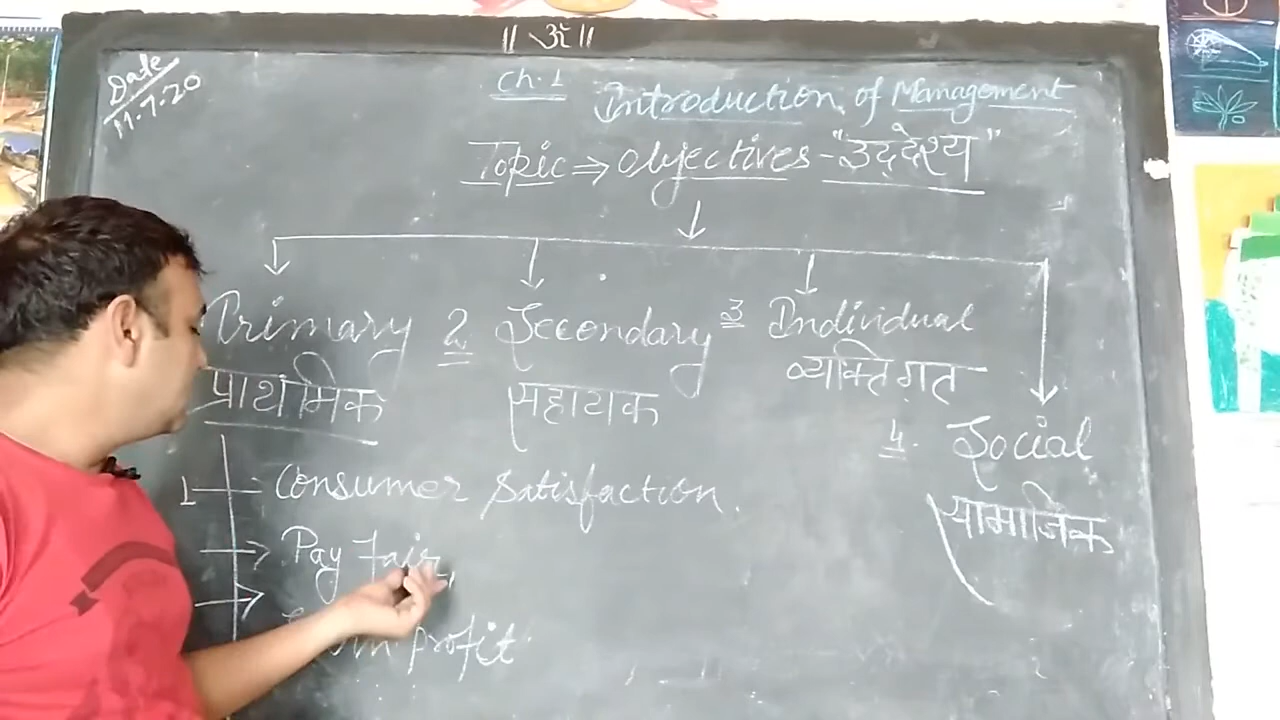 || ॐ ||
Date
11.7.20
Ch. 1 Introduction of Management
Topic ⇒ Objectives - "उद्देश्य"
Primary 2. Secondary 3 Individual
प्राथमिक सहायक व्यक्तिगत
4. Social
सामाजिक
1 Consumer Satisfaction.
Pay fair
profit